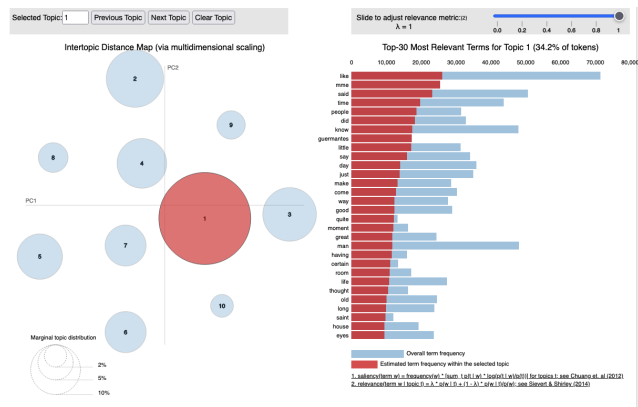 Selected Topic: 1 Previous Topic Next Topic Clear Topic
Slide to adjust relevance metric:(2)
λ = 1
0.0 0.2 0.4 0.6 0.8 1
Intertopic Distance Map (via multidimensional scaling)
PC2
PC1
2
9
8
4
1
3
7
5
10
6
Marginal topic distribution
2%
5%
10%
Top-30 Most Relevant Terms for Topic 1 (34.2% of tokens)
0 10,000 20,000 30,000 40,000 50,000 60,000 70,000 80,000
like
mme
said
time
people
did
know
guermantes
little
say
day
just
make
come
way
good
quite
moment
great
man
having
certain
room
life
thought
old
long
saint
house
eyes
Overall term frequency
Estimated term frequency within the selected topic
1. saliency(term w) = frequency(w) * [sum_t p(t | w) * log(p(t | w)/p(t))] for topics t; see Chuang et. al (2012)
2. relevance(term w | topic t) = λ * p(w | t) + (1 - λ) * p(w | t)/p(w); see Sievert & Shirley (2014)